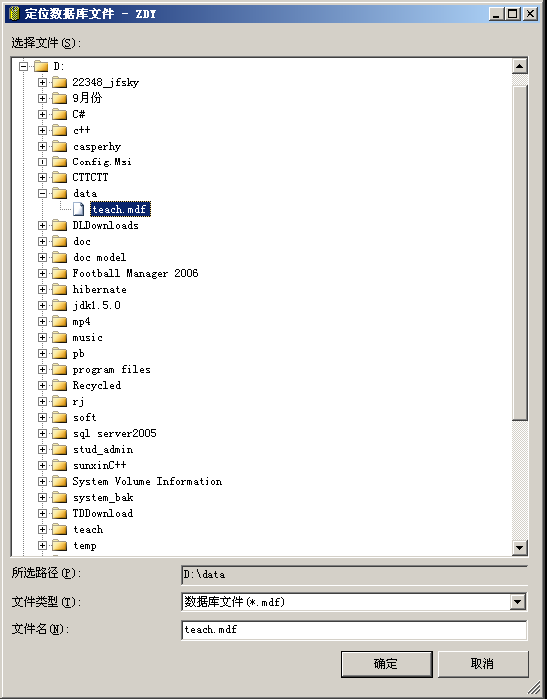 定位数据库文件 - ZDY
选择文件(S):
D:
22348_jfsky
9月份
C#
c++
casperhy
Config.Msi
CTTCTT
data
teach.mdf
DLDownloads
doc
doc model
Football Manager 2006
hibernate
jdk1.5.0
mp4
music
pb
program files
Recycled
rj
soft
sql server2005
stud_admin
sunxinC++
System Volume Information
system_bak
TDDownload
teach
temp
所选路径(P):
D:\data
文件类型(T):
数据库文件(*.mdf)
文件名(N):
teach.mdf
确定
取消